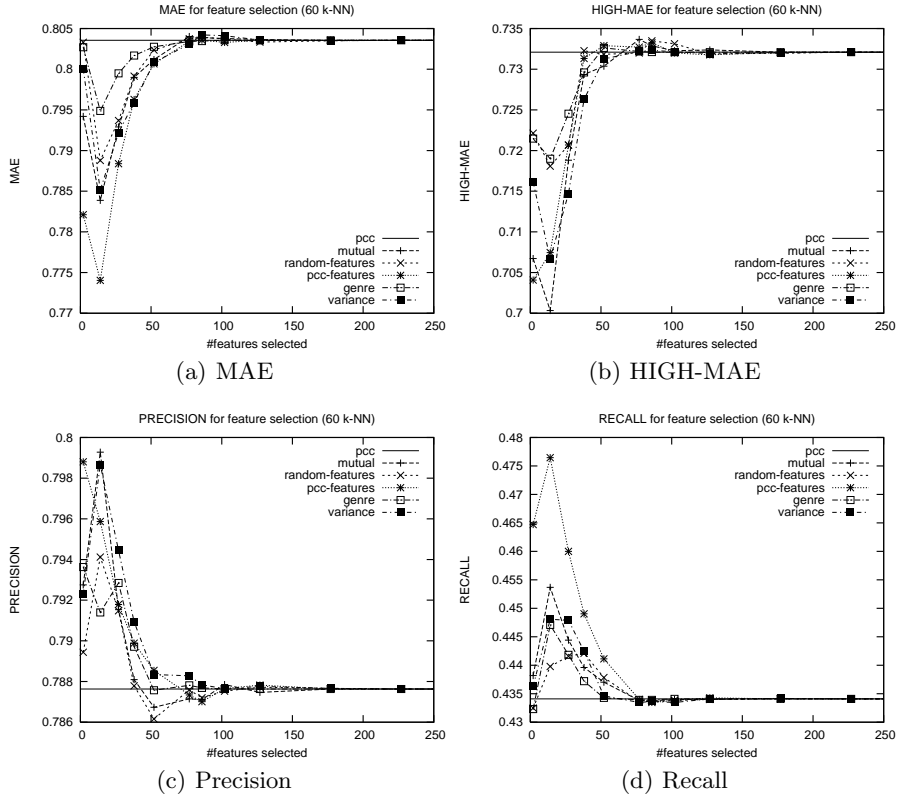 MAE for feature selection (60 k-NN)
0.805
0.8
0.795
0.79
0.785
0.78
0.775
0.77
MAE
pcc
mutual
random-features
pcc-features
genre
variance
0 50 100 150 200 250
#features selected
(a) MAE
HIGH-MAE for feature selection (60 k-NN)
0.735
0.73
0.725
0.72
0.715
0.71
0.705
0.7
HIGH-MAE
pcc
mutual
random-features
pcc-features
genre
variance
0 50 100 150 200 250
#features selected
(b) HIGH-MAE
PRECISION for feature selection (60 k-NN)
0.8
0.798
0.796
0.794
0.792
0.79
0.788
0.786
PRECISION
pcc
mutual
random-features
pcc-features
genre
variance
0 50 100 150 200 250
#features selected
(c) Precision
RECALL for feature selection (60 k-NN)
0.48
0.475
0.47
0.465
0.46
0.455
0.45
0.445
0.44
0.435
0.43
RECALL
pcc
mutual
random-features
pcc-features
genre
variance
0 50 100 150 200 250
#features selected
(d) Recall